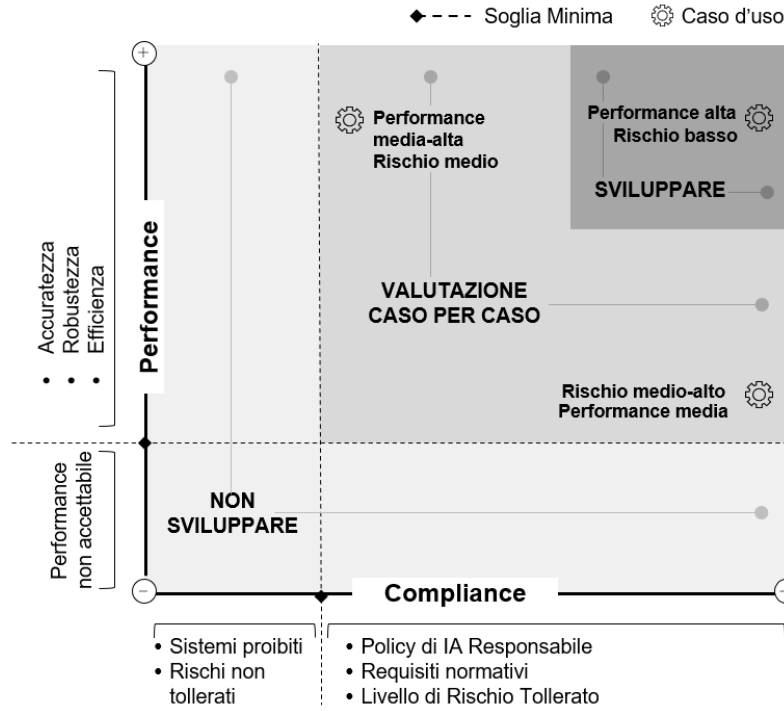 Soglia Minima
Caso d'uso
Performance
media-alta
Rischio medio
Performance alta
Rischio basso
SVILUPPARE
VALUTAZIONE
CASO PER CASO
Rischio medio-alto
Performance media
NON
SVILUPPARE
Performance
• Accuratezza
• Robustezza
• Efficienza
Performance
non accettabile
Compliance
• Sistemi proibiti
• Rischi non
tollerati
• Policy di IA Responsabile
• Requisiti normativi
• Livello di Rischio Tollerato